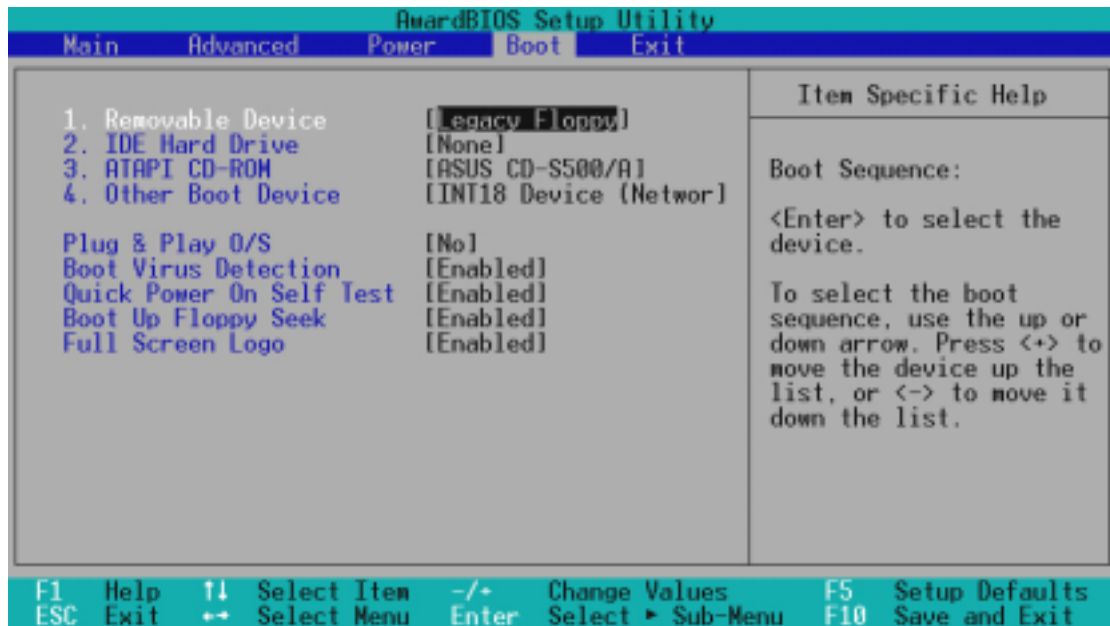 AwardBIOS Setup Utility
Main Advanced Power Boot Exit
1. Removable Device [Legacy Floppy]
2. IDE Hard Drive [None]
3. ATAPI CD-ROM [ASUS CD-S500/A]
4. Other Boot Device [INT18 Device (Networ]
Plug & Play O/S [No]
Boot Virus Detection [Enabled]
Quick Power On Self Test [Enabled]
Boot Up Floppy Seek [Enabled]
Full Screen Logo [Enabled]
Item Specific Help
Boot Sequence:
<Enter> to select the
device.
To select the boot
sequence, use the up or
down arrow. Press <+> to
move the device up the
list, or <-> to move it
down the list.
F1 Help ↑↓ Select Item -/+ Change Values F5 Setup Defaults
ESC Exit ↔ Select Menu Enter Select ► Sub-Menu F10 Save and Exit